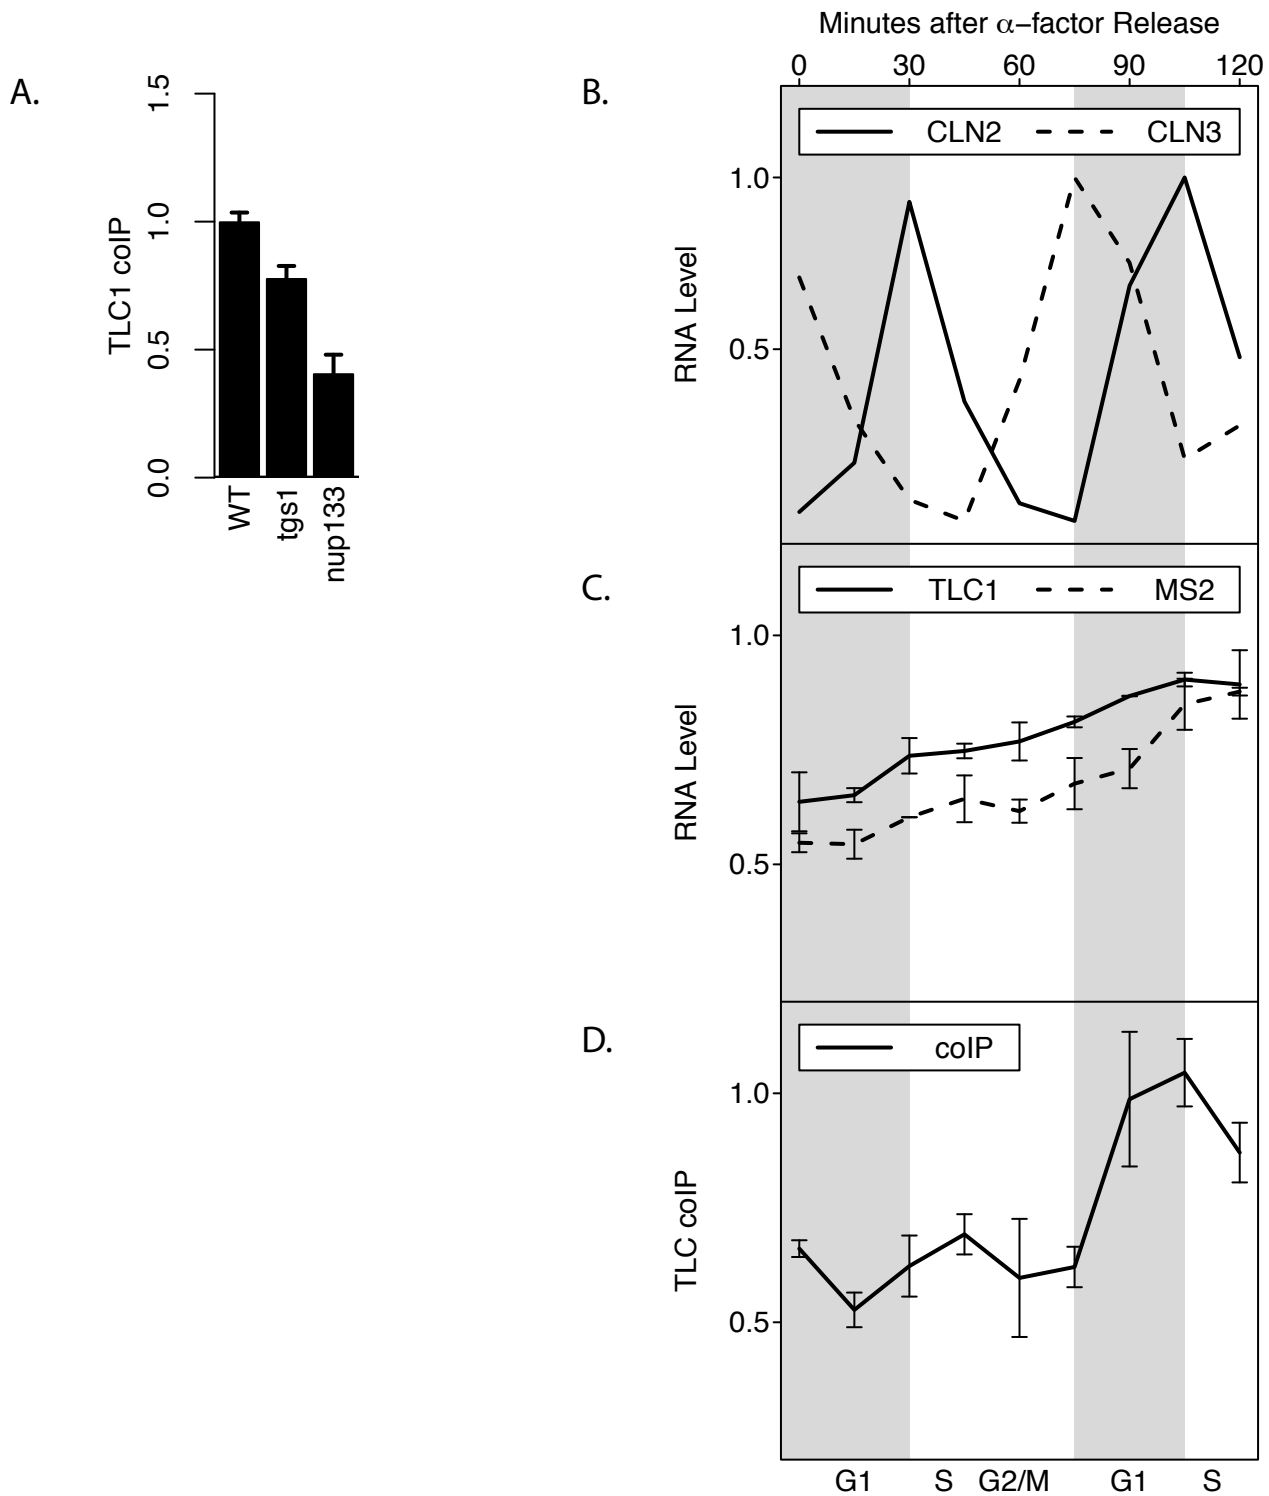 A.
1.5
1.0
0.5
0.0
TLC1 coIP
WT
tgs1
nup133
Minutes after α−factor Release
0 30 60 90 120
B.
CLN2 CLN3
1.0
0.5
RNA Level
C.
TLC1 MS2
1.0
0.5
RNA Level
D.
coIP
1.0
0.5
TLC coIP
G1 S G2/M G1 S